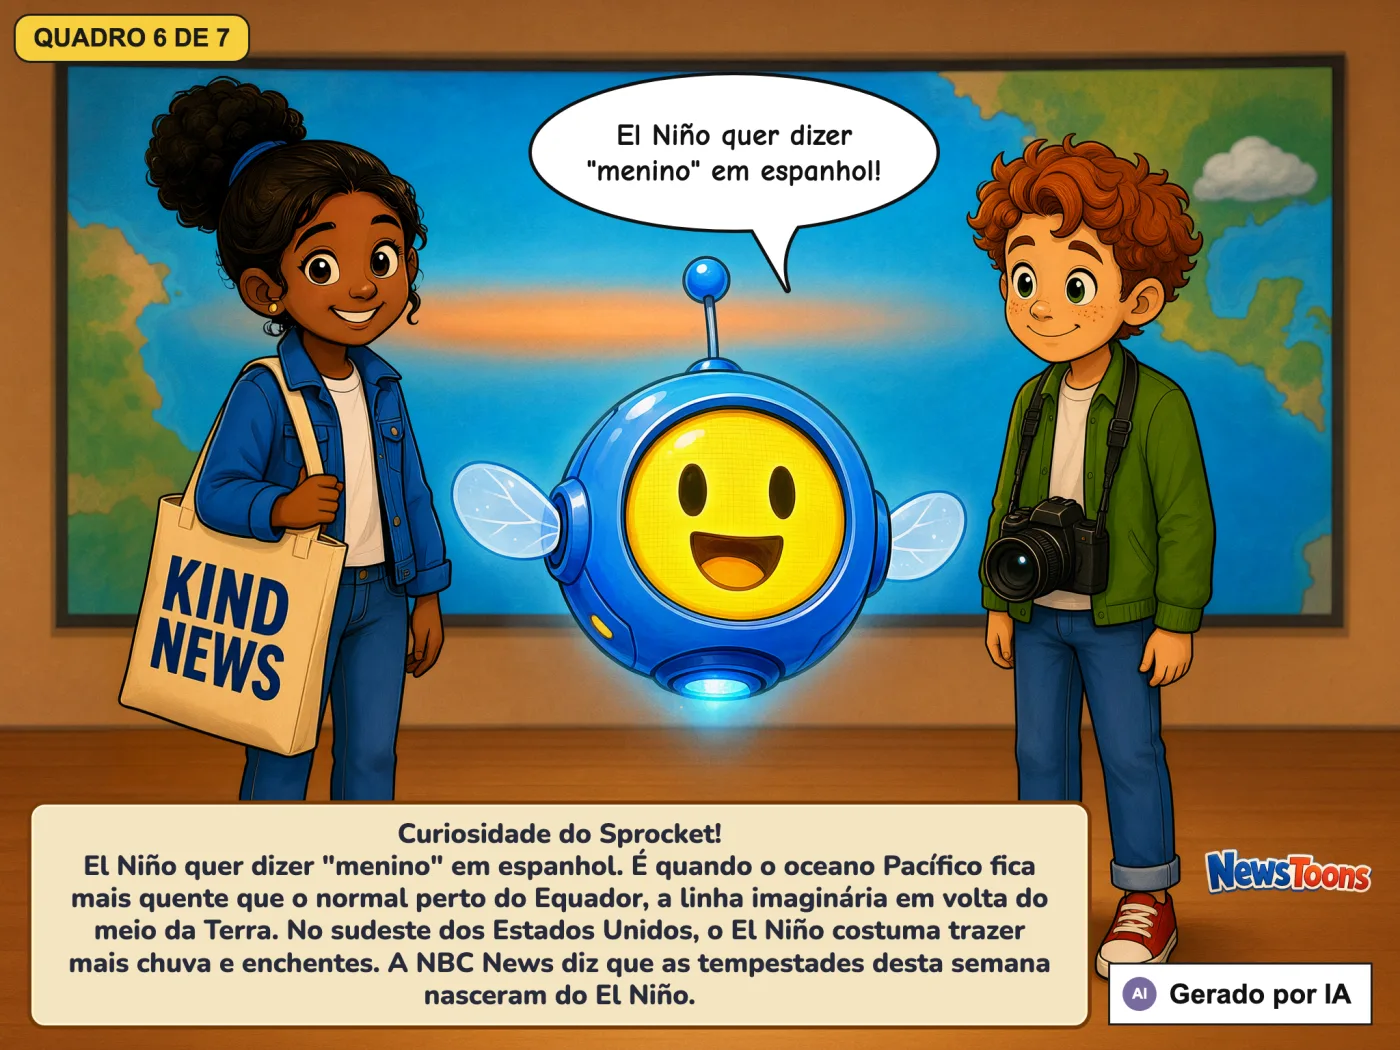 QUADRO 6 DE 7
El Niño quer dizer
"menino" em espanhol!
KIND
NEWS
Curiosidade do Sprocket!
El Niño quer dizer "menino" em espanhol. É quando o oceano Pacífico fica
mais quente que o normal perto do Equador, a linha imaginária em volta do
meio da Terra. No sudeste dos Estados Unidos, o El Niño costuma trazer
mais chuva e enchentes. A NBC News diz que as tempestades desta semana
nasceram do El Niño.
NewsToons
AI Gerado por IA